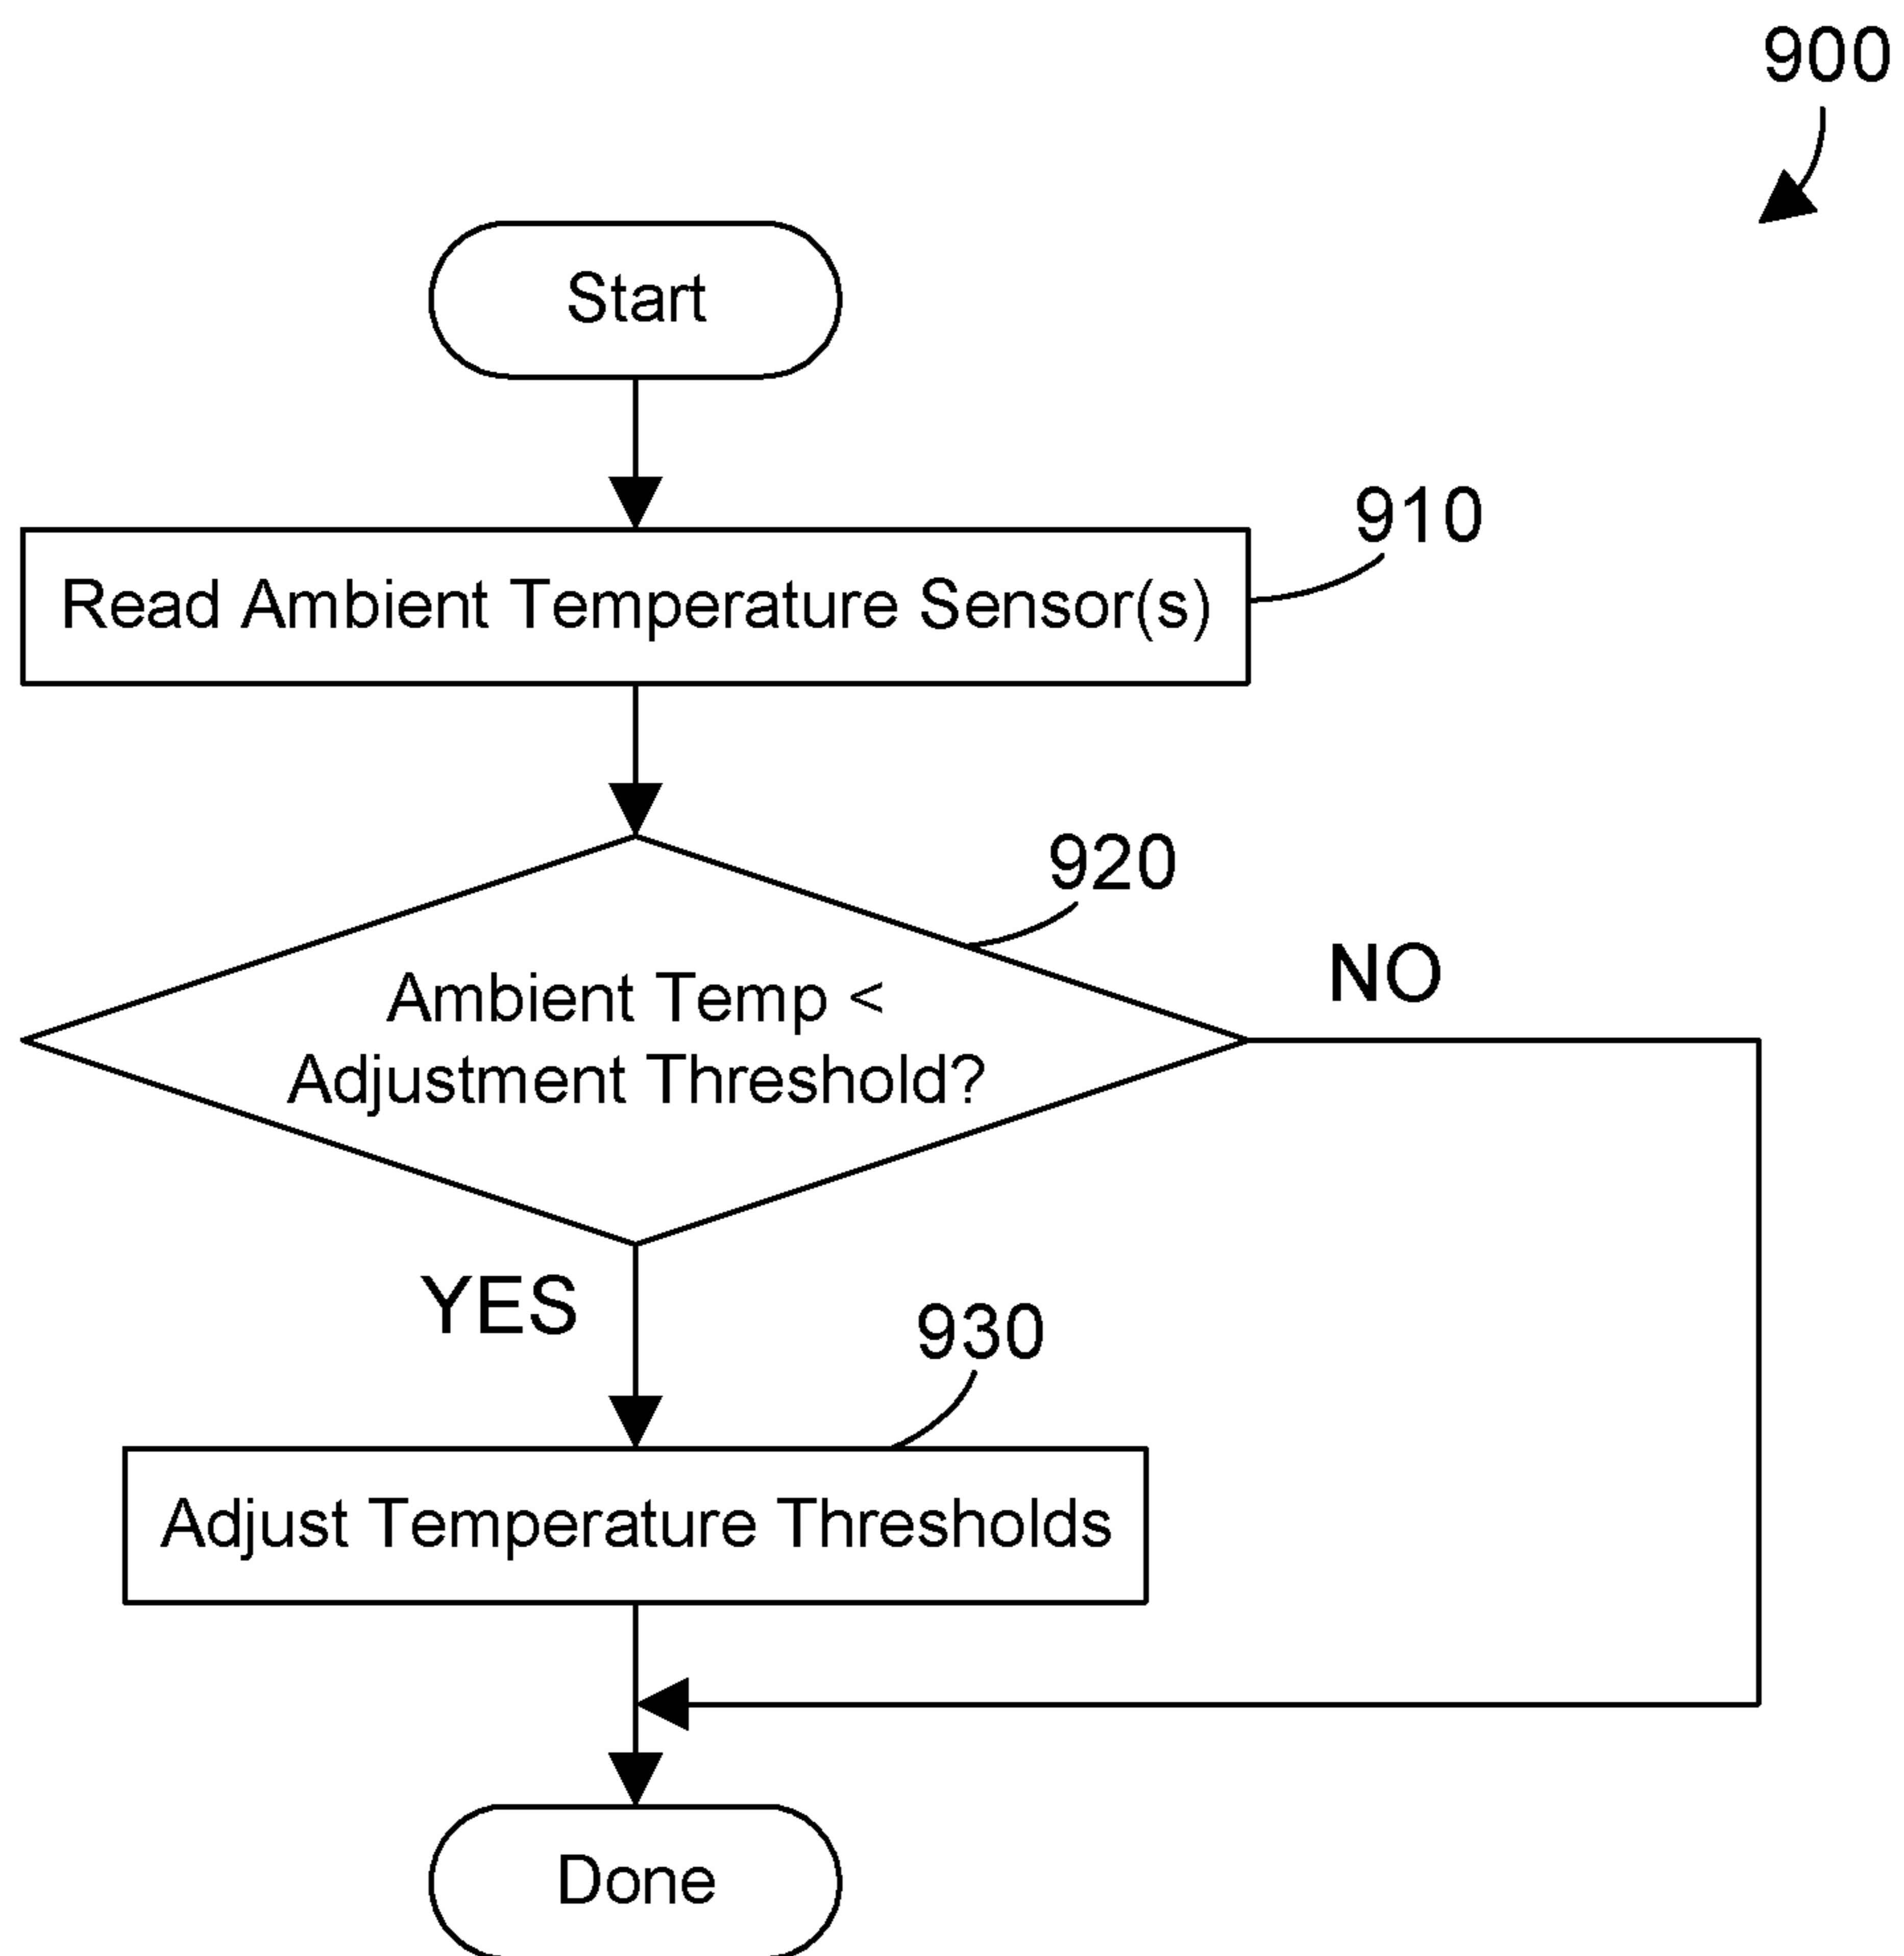 900
Start
910
Read Ambient Temperature Sensor(s)
920
Ambient Temp <
Adjustment Threshold?
NO
YES
930
Adjust Temperature Thresholds
Done